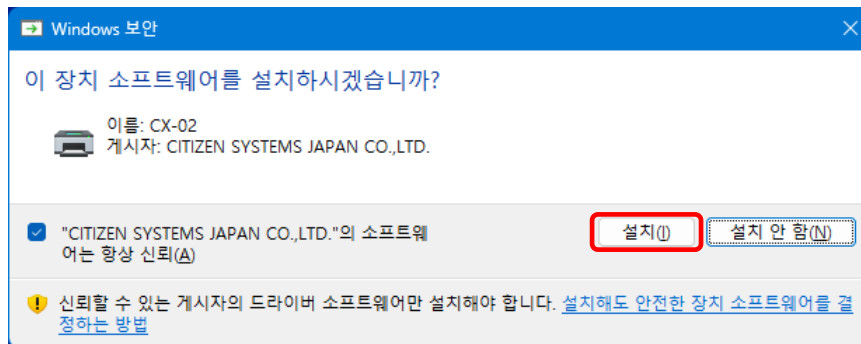 Windows 보안
이 장치 소프트웨어를 설치하시겠습니까?
이름: CX-02
게시자: CITIZEN SYSTEMS JAPAN CO.,LTD.
"CITIZEN SYSTEMS JAPAN CO.,LTD."의 소프트웨
어는 항상 신뢰(A)
설치(I)
설치 안 함(N)
신뢰할 수 있는 게시자의 드라이버 소프트웨어만 설치해야 합니다. 설치해도 안전한 장치 소프트웨어를 결
정하는 방법